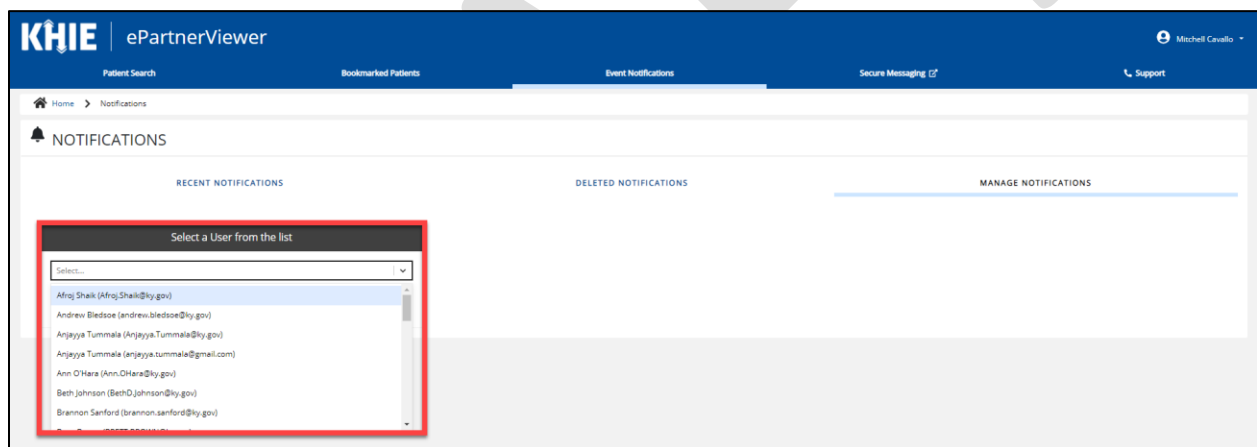 KHIE ePartnerViewer
Mitchell Cavallo
Patient Search Bookmarked Patients Event Notifications Secure Messaging Support
Home Notifications
NOTIFICATIONS
RECENT NOTIFICATIONS DELETED NOTIFICATIONS MANAGE NOTIFICATIONS
Select a User from the list
Select...
Afroj Shaik (Afroj.Shaik@ky.gov)
Andrew Bledsoe (andrew.bledsoe@ky.gov)
Anjayya Tummala (Anjayya.Tummala@ky.gov)
Anjayya Tummala (anjayya.tummala@gmail.com)
Ann O'Hara (Ann.OHara@ky.gov)
Beth Johnson (BethD.Johnson@ky.gov)
Brannon Sanford (brannon.sanford@ky.gov)